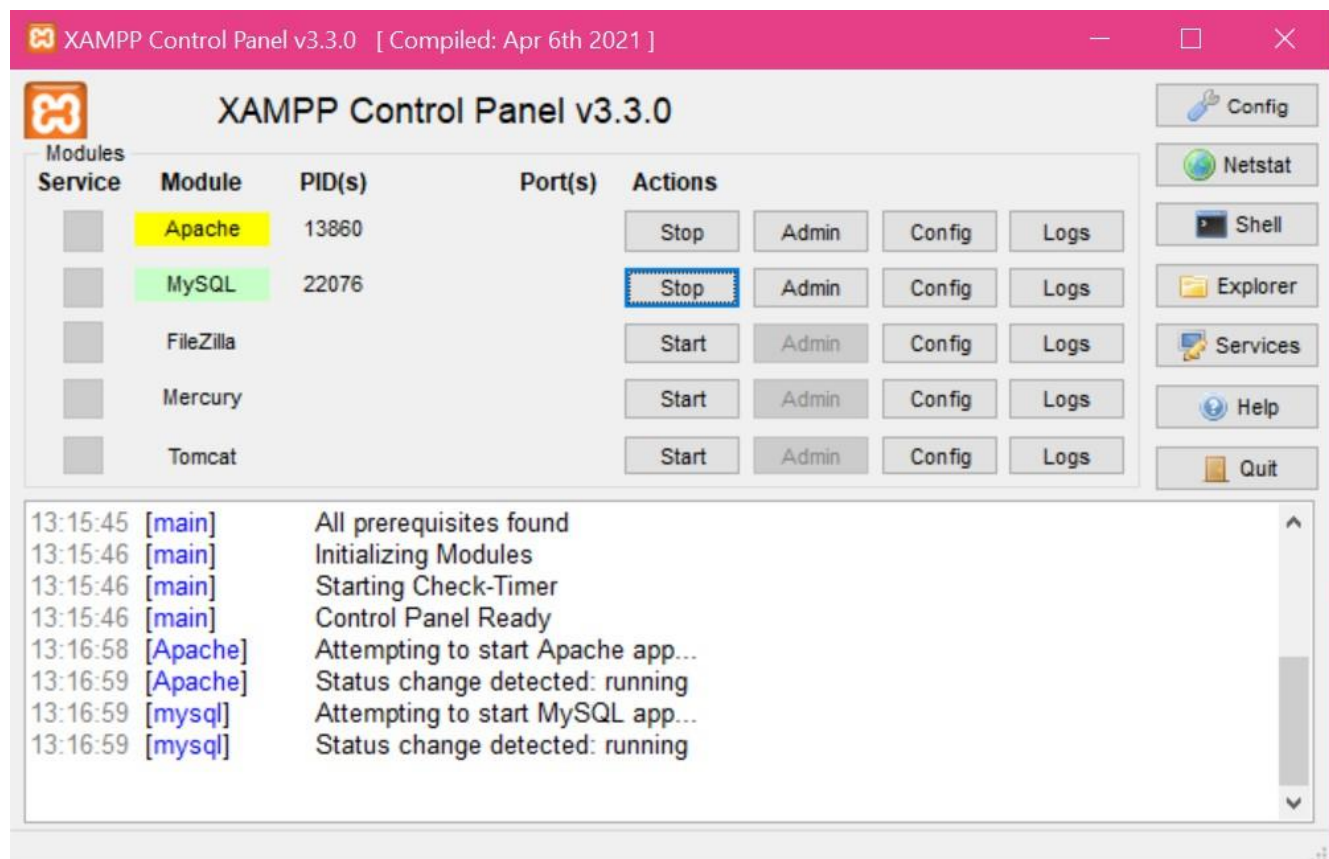 XAMPP Control Panel v3.3.0 [ Compiled: Apr 6th 2021 ]
XAMPP Control Panel v3.3.0
Config
Modules
Netstat
Service Module PID(s) Port(s) Actions
Shell
Apache 13860 Stop Admin Config Logs
MySQL 22076 Stop Admin Config Logs
Explorer
FileZilla Start Admin Config Logs
Services
Mercury Start Admin Config Logs
Help
Tomcat Start Admin Config Logs
Quit
13:15:45 [main] All prerequisites found
13:15:46 [main] Initializing Modules
13:15:46 [main] Starting Check-Timer
13:15:46 [main] Control Panel Ready
13:16:58 [Apache] Attempting to start Apache app...
13:16:59 [Apache] Status change detected: running
13:16:59 [mysql] Attempting to start MySQL app...
13:16:59 [mysql] Status change detected: running